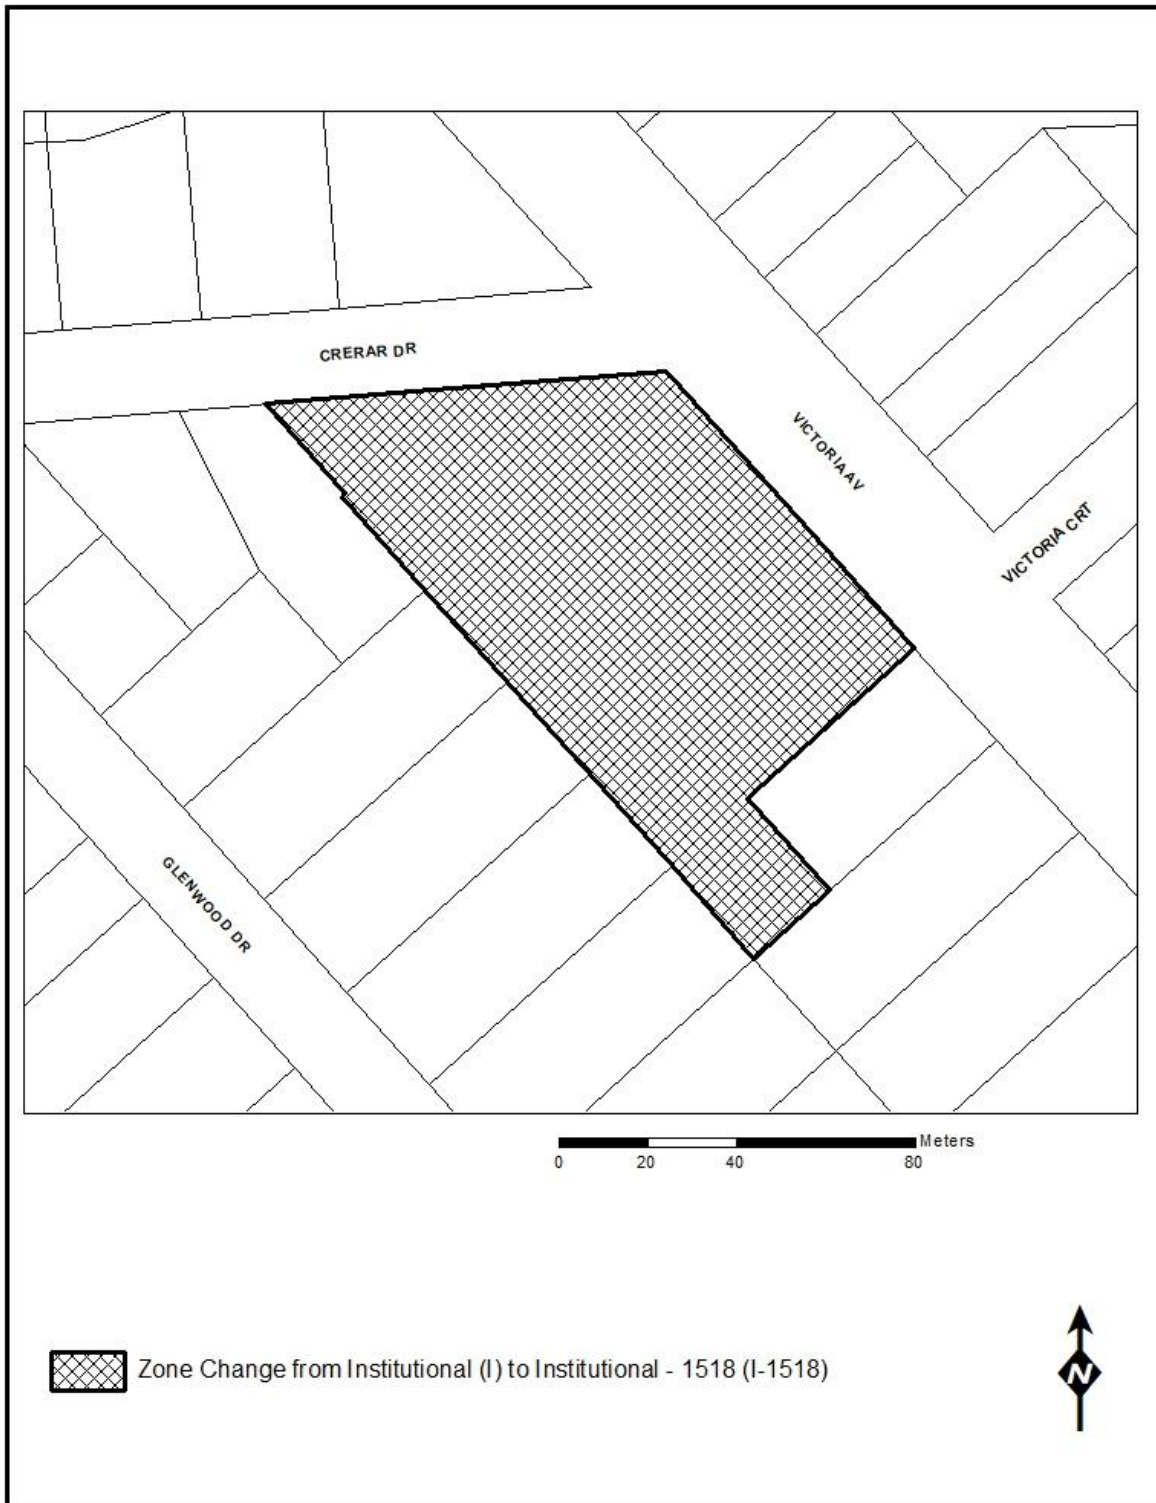 CRERAR DR
VICTORIA AV
VICTORIA CRT
GLENWOOD DR
Meters
0 20 40 80
Zone Change from Institutional (I) to Institutional - 1518 (I-1518)
N